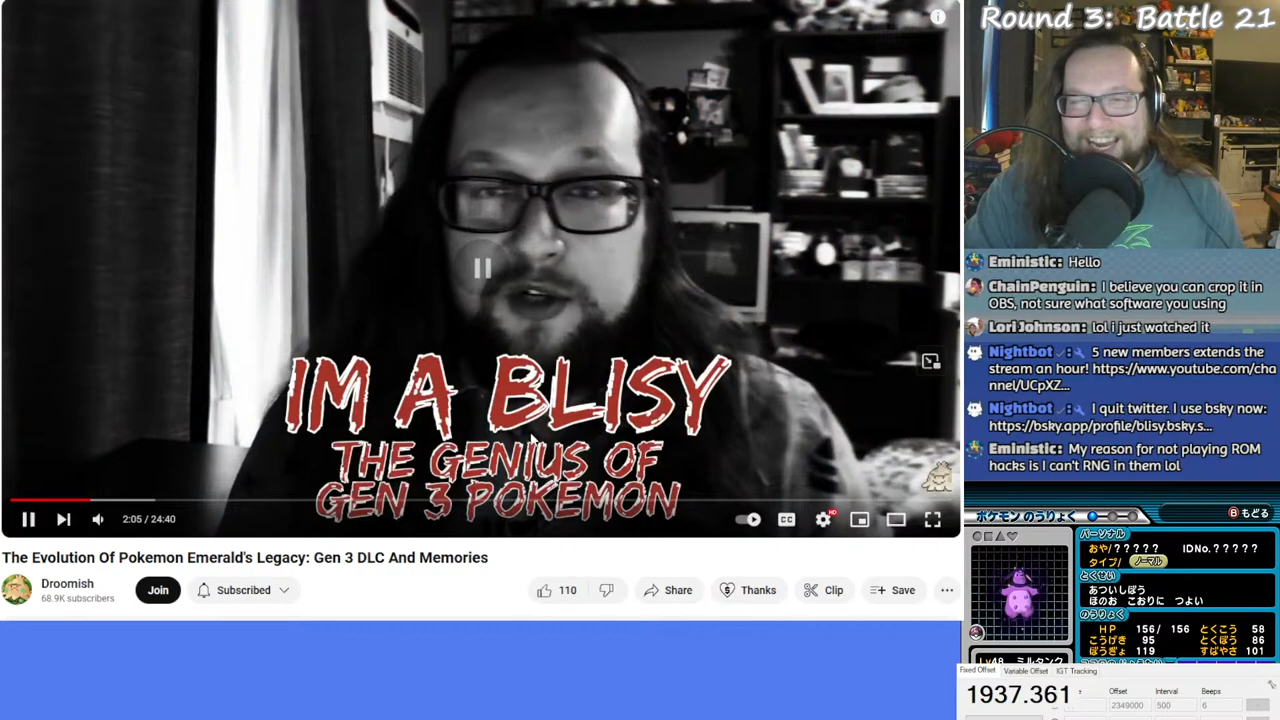 Round 3: Battle 21
IM A BLISY
THE GENIUS OF
GEN 3 POKEMON
2:05 / 24:40
CC
HD
The Evolution Of Pokemon Emerald's Legacy: Gen 3 DLC And Memories
Droomish
68.9K subscribers
Join
Subscribed
110
Share
Thanks
Clip
Save
Eministic: Hello
ChainPenguin: I believe you can crop it in
OBS, not sure what software you using
Lori Johnson: lol i just watched it
Nightbot: 5 new members extends the
stream an hour! https://www.youtube.com/cha
nnel/UCpXZ...
Nightbot: I quit twitter. I use bsky now:
https://bsky.app/profile/blisy.bsky.s...
Eministic: My reason for not playing ROM
hacks is I can't RNG in them lol
ポケモン のうりょく
Bもどる
パーソナル
おや/????? IDNo.?????
タイプ/ ノーマル
とくせい
あついしぼう
ほのお こおりに つよい
のうりょく
HP 156/ 156 とくこう 58
こうげき 95 とくぼう 86
ぼうぎょ 119 すばやさ 101
Lv48 ミルタンク
Fixed Offset Variable Offset IGT Tracking
1937.361
Offset Interval Beeps
2349000 500 6